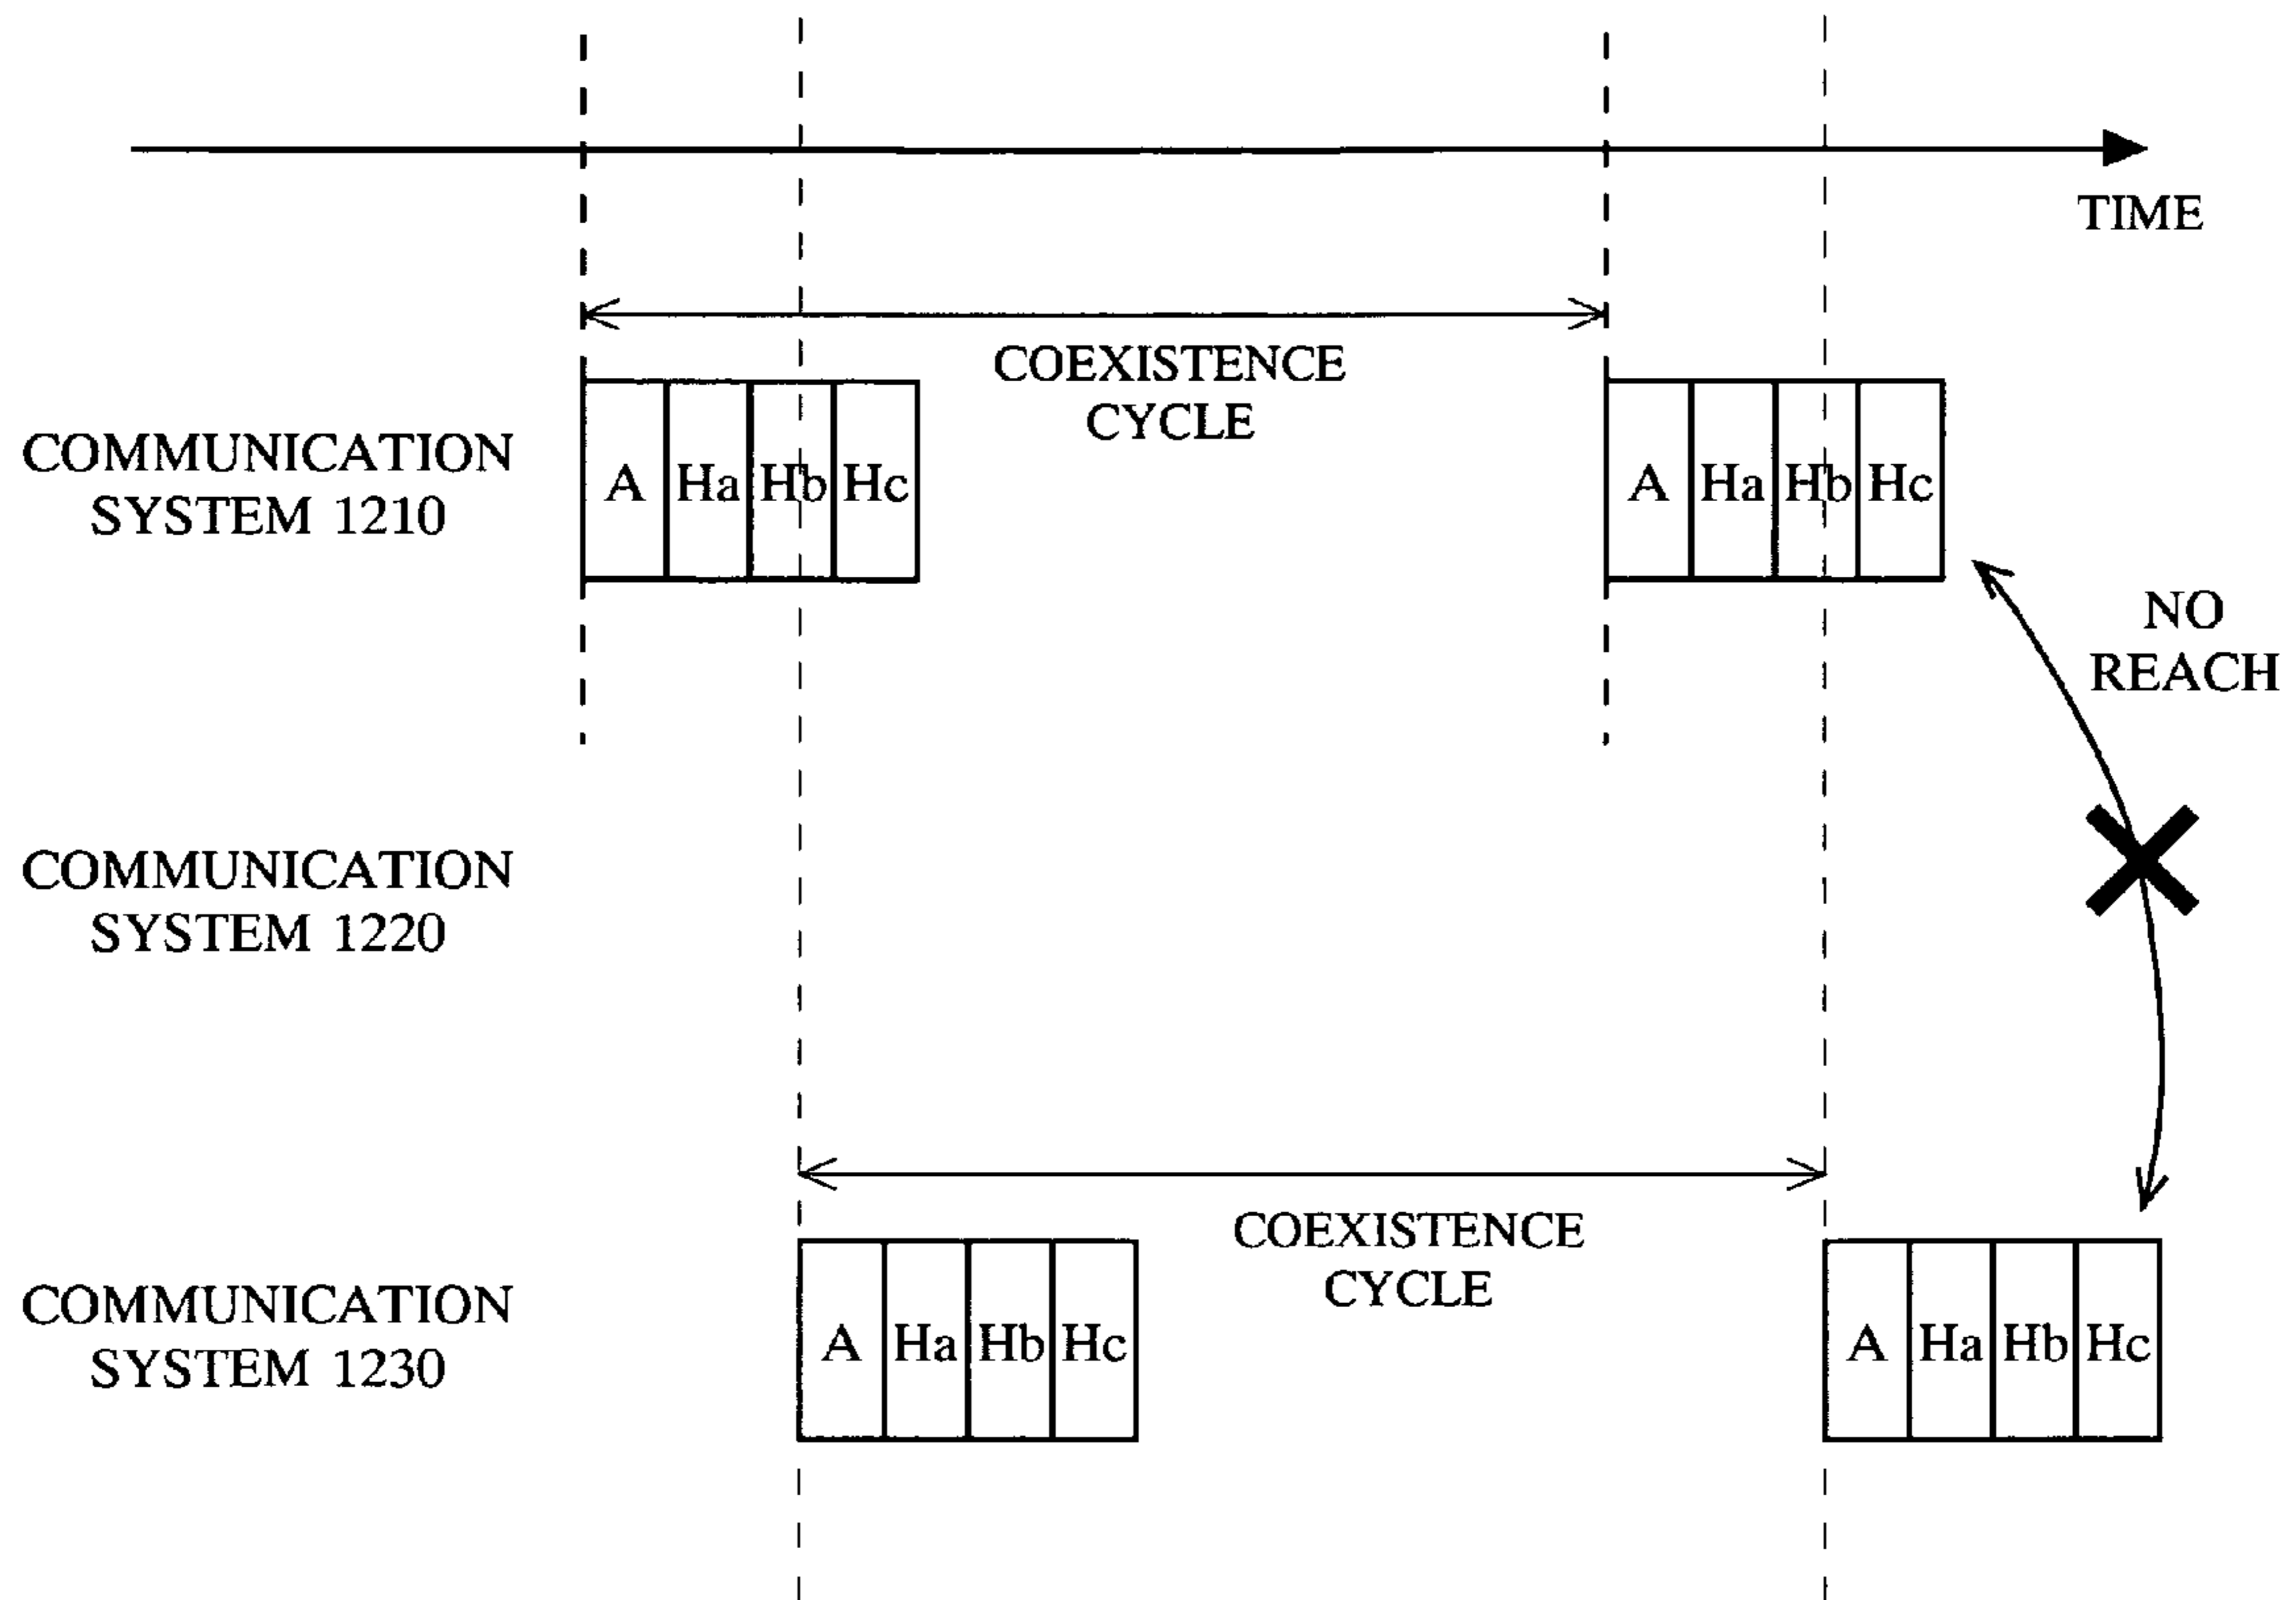 TIME
COEXISTENCE
CYCLE
COMMUNICATION
SYSTEM 1210
A Ha Hb Hc
A Ha Hb Hc
NO
REACH
COMMUNICATION
SYSTEM 1220
COEXISTENCE
CYCLE
COMMUNICATION
SYSTEM 1230
A Ha Hb Hc
A Ha Hb Hc